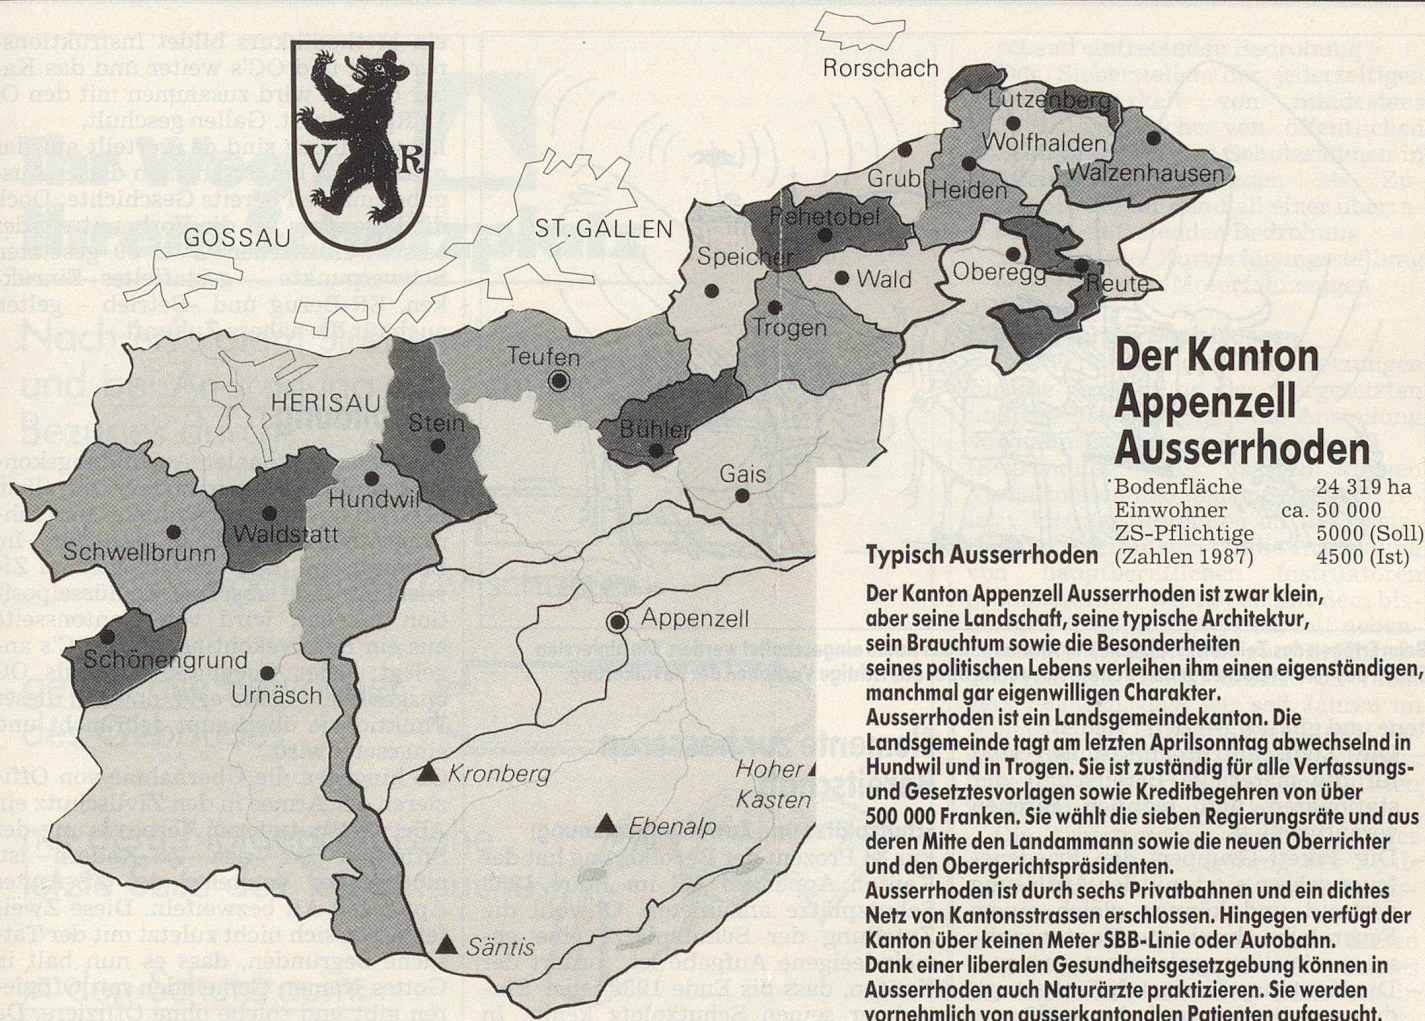 Rorschach
Lutzenberg
Wolfhalden
Walzenhausen
Grub
Heiden
V R
GOSSAU
ST. GALLEN
Rehetobel
Speicher
Wald
Oberegg
Reute
Trogen
Teufen
HERISAU
Stein
Bühler
Gais
Hundwil
Waldstatt
Schwellbrunn
Appenzell
Schönengrund
Urnäsch
Kronberg
Hoher
Kasten
Ebenalp
Säntis
Der Kanton
Appenzell
Ausserrhoden
Bodenfläche 24 319 ha
Einwohner ca. 50 000
ZS-Pflichtige 5000 (Soll)
(Zahlen 1987) 4500 (Ist)
Typisch Ausserrhoden
Der Kanton Appenzell Ausserrhoden ist zwar klein,
aber seine Landschaft, seine typische Architektur,
sein Brauchtum sowie die Besonderheiten
seines politischen Lebens verleihen ihm einen eigenständigen,
manchmal gar eigenwilligen Charakter.
Ausserrhoden ist ein Landsgemeindekanton. Die
Landsgemeinde tagt am letzten Aprilsonntag abwechselnd in
Hundwil und in Trogen. Sie ist zuständig für alle Verfassungs-
und Gesetztesvorlagen sowie Kreditbegehren von über
500 000 Franken. Sie wählt die sieben Regierungsräte und aus
deren Mitte den Landammann sowie die neuen Oberrichter
und den Obergerichtspräsidenten.
Ausserrhoden ist durch sechs Privatbahnen und ein dichtes
Netz von Kantonsstrassen erschlossen. Hingegen verfügt der
Kanton über keinen Meter SBB-Linie oder Autobahn.
Dank einer liberalen Gesundheitsgesetzgebung können in
Ausserrhoden auch Naturärzte praktizieren. Sie werden
vornehmlich von ausserkantonalen Patienten aufgesucht.